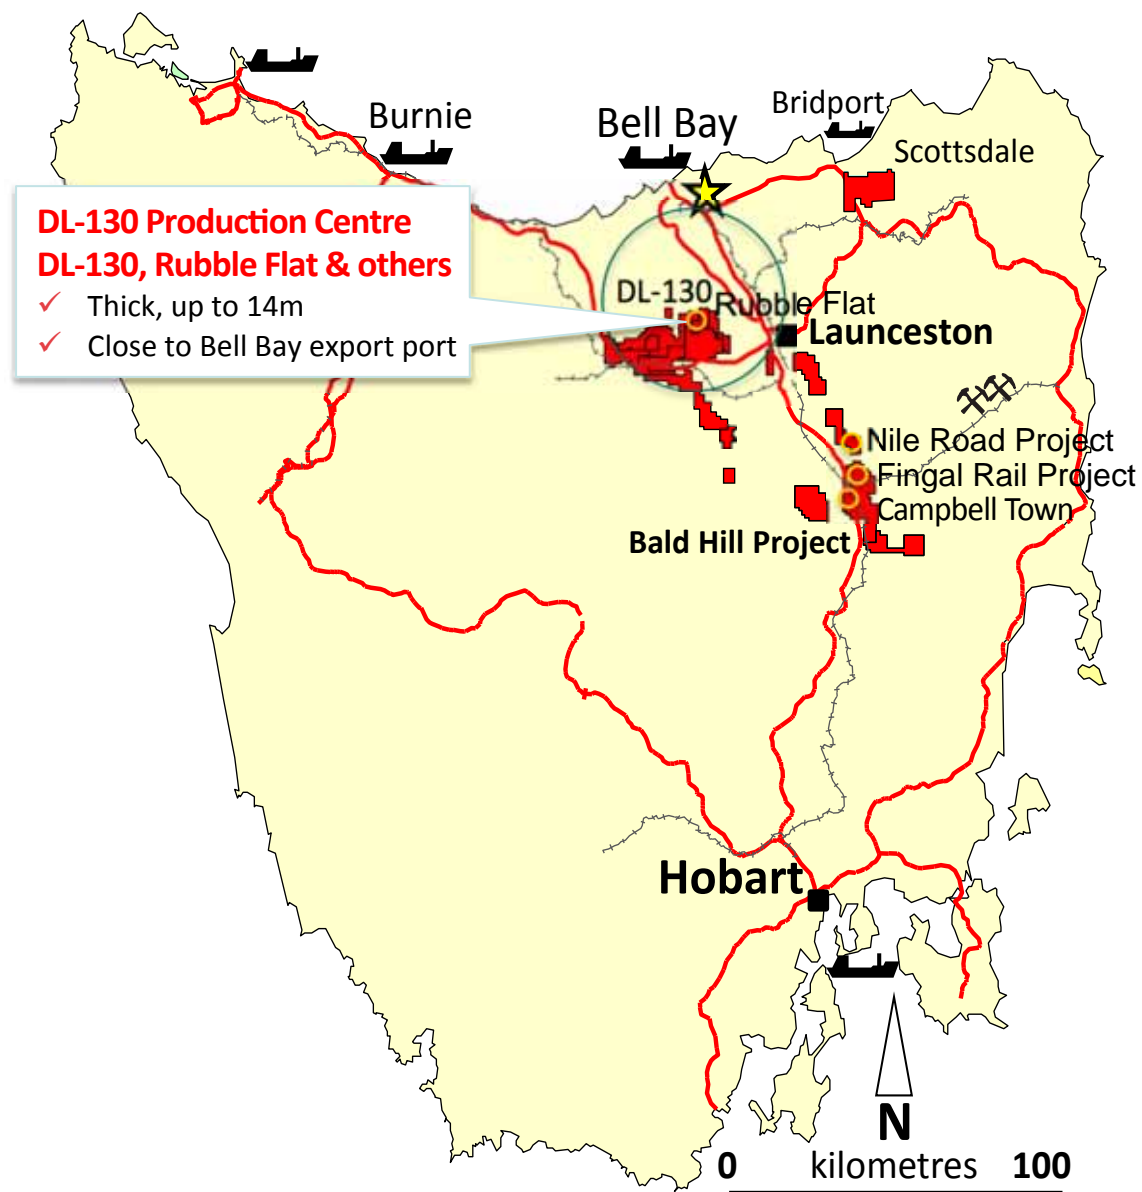 Burnie
Bell Bay
Bridport
Scottsdale
DL-130 Production Centre
DL-130, Rubble Flat & others
✓ Thick, up to 14m
✓ Close to Bell Bay export port
DL-130
Rubble Flat
Launceston
Nile Road Project
Fingal Rail Project
Campbell Town
Bald Hill Project
Hobart
N
0 kilometres 100